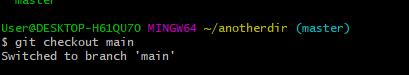 User@DESKTOP-H61QU70 MINGW64 ~/anotherdir (master)
$ git checkout main
Switched to branch 'main'